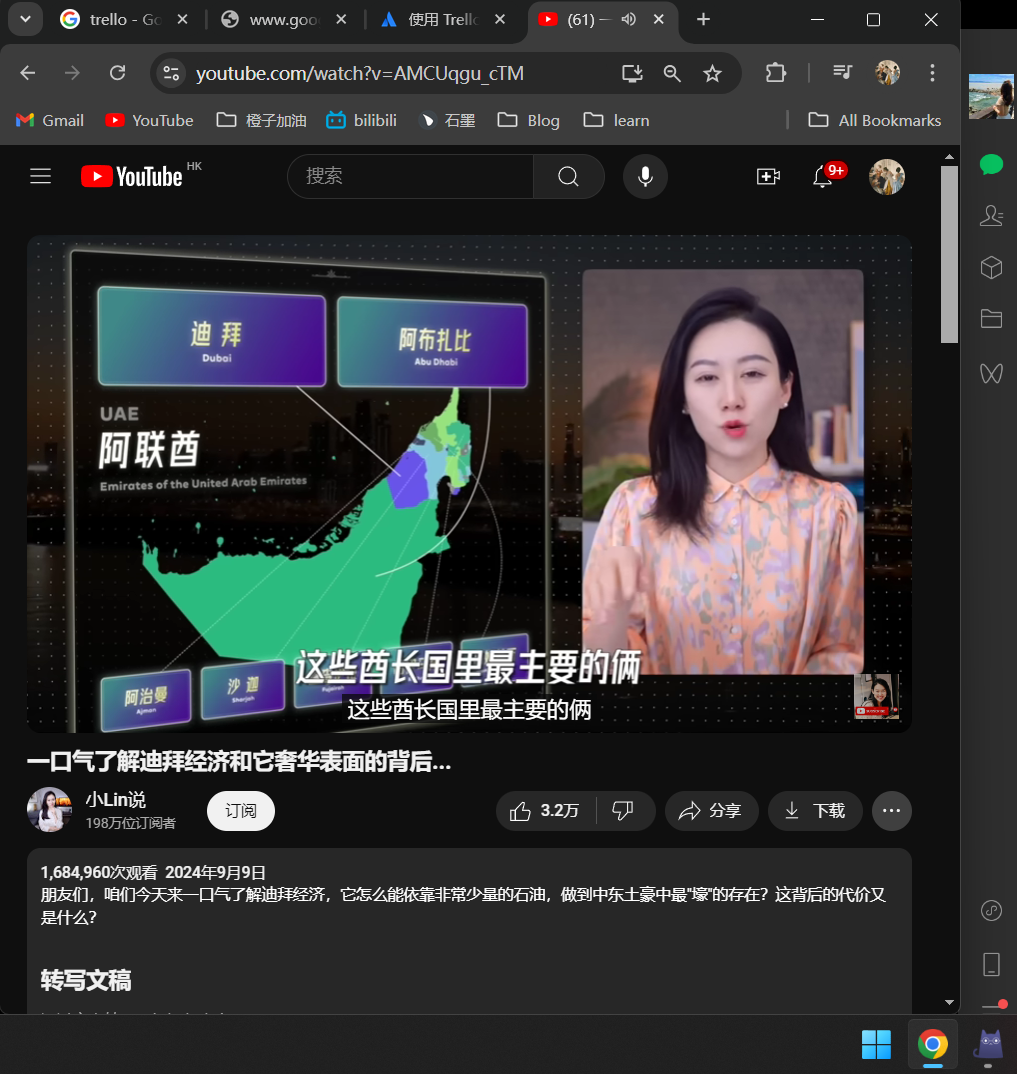 trello - Go
www.goo
使用 Trello
(61) 一
youtube.com/watch?v=AMCUqgu_cTM
Gmail
YouTube
橙子加油
bilibili
石墨
Blog
learn
All Bookmarks
YouTube HK
搜索
9+
迪拜
Dubai
阿布扎比
Abu Dhabi
UAE
阿联酋
Emirates of the United Arab Emirates
阿治曼
Ajman
沙迦
Sharjah
Fujairah
这些酋长国里最主要的俩
这些酋长国里最主要的俩
一口气了解迪拜经济和它奢华表面的背后...
小Lin说
198万位订阅者
订阅
3.2万
分享
下载
1,684,960次观看 2024年9月9日
朋友们，咱们今天来一口气了解迪拜经济，它怎么能依靠非常少量的石油，做到中东土豪中最"壕"的存在？这背后的代价又
是什么？
转写文稿